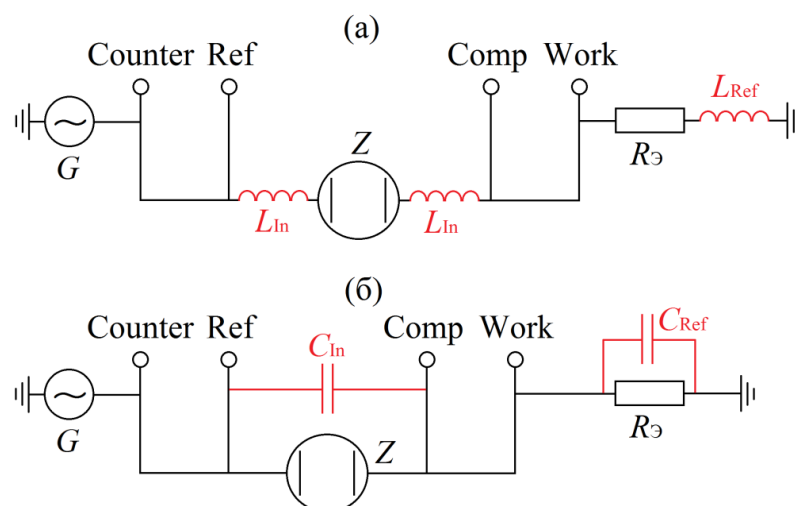 (а)
Counter Ref Comp Work
L_Ref
Z
G R_Э
L_In L_In
(б)
Counter Ref C_In Comp Work C_Ref
G Z R_Э